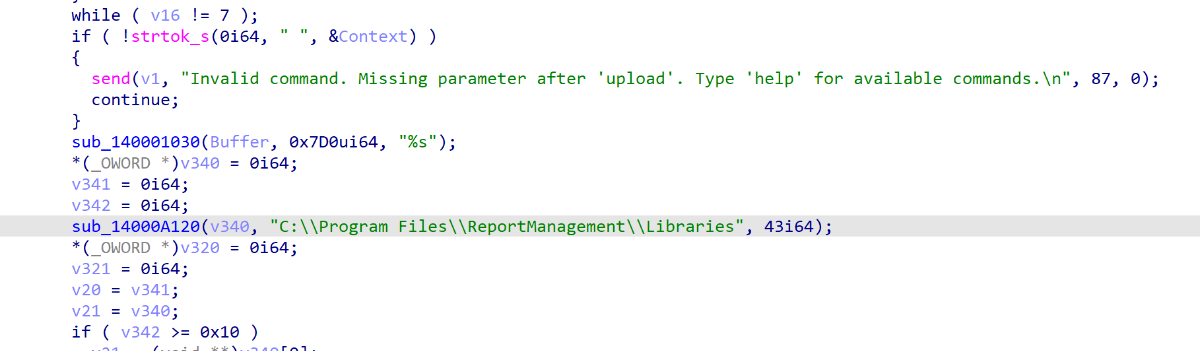 while ( v16 != 7 );
if ( !strtok_s(0i64, " ", &Context) )
{
send(v1, "Invalid command. Missing parameter after 'upload'. Type 'help' for available commands.\n", 87, 0);
continue;
}
sub_140001030(Buffer, 0x7D0ui64, "%s");
*(_OWORD *)v340 = 0i64;
v341 = 0i64;
v342 = 0i64;
sub_14000A120(v340, "C:\\Program Files\\ReportManagement\\Libraries", 43i64);
*(_OWORD *)v320 = 0i64;
v321 = 0i64;
v20 = v341;
v21 = v340;
if ( v342 >= 0x10 )